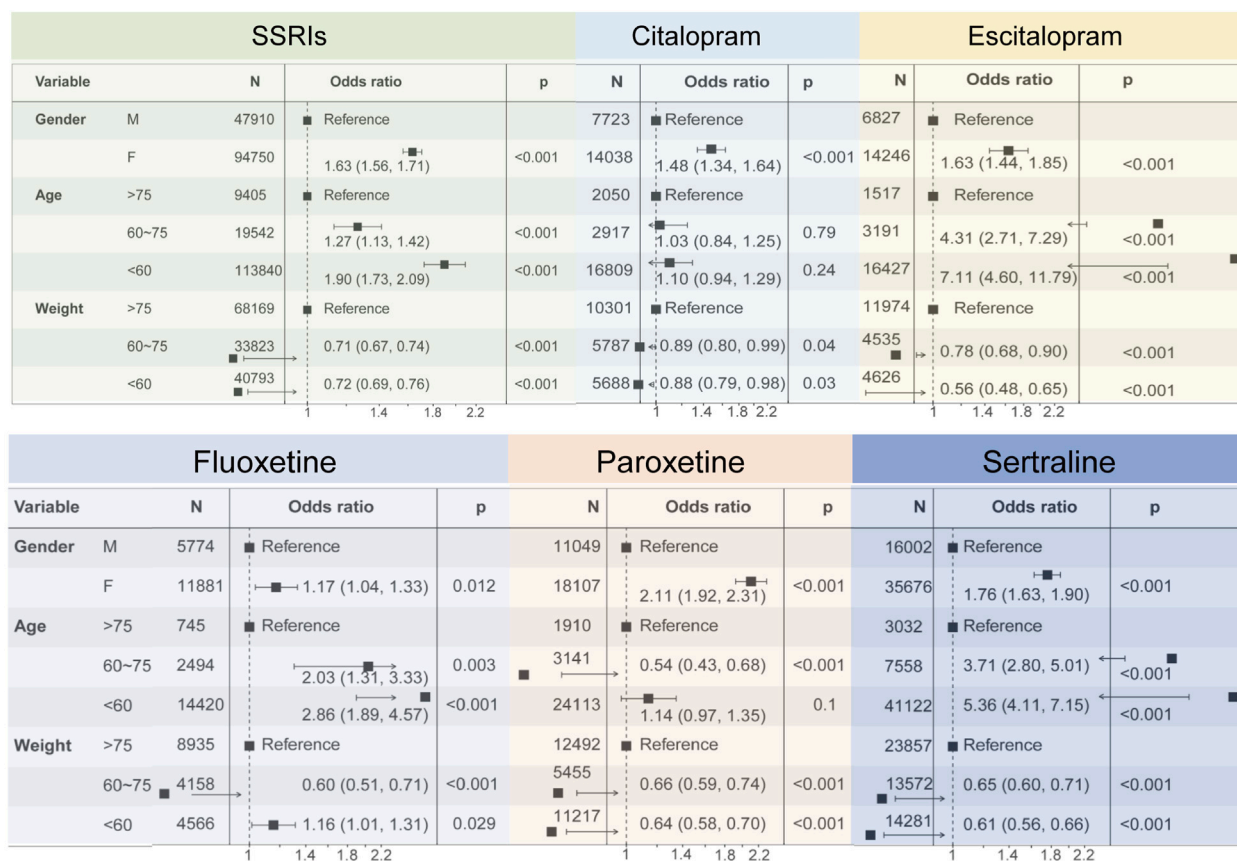 SSRIs Citalopram Escitalopram
Variable N Odds ratio p N Odds ratio p N Odds ratio p
Gender M 47910 Reference 7723 Reference 6827 Reference
F 94750 1.63 (1.56, 1.71) <0.001 14038 1.48 (1.34, 1.64) <0.001 14246 1.63 (1.44, 1.85) <0.001
Age >75 9405 Reference 2050 Reference 1517 Reference
60~75 19542 1.27 (1.13, 1.42) <0.001 2917 1.03 (0.84, 1.25) 0.79 3191 4.31 (2.71, 7.29) <0.001
<60 113840 1.90 (1.73, 2.09) <0.001 16809 1.10 (0.94, 1.29) 0.24 16427 7.11 (4.60, 11.79) <0.001
Weight >75 68169 Reference 10301 Reference 11974 Reference
60~75 33823 0.71 (0.67, 0.74) <0.001 5787 0.89 (0.80, 0.99) 0.04 4535 0.78 (0.68, 0.90) <0.001
<60 40793 0.72 (0.69, 0.76) <0.001 5688 0.88 (0.79, 0.98) 0.03 4626 0.56 (0.48, 0.65) <0.001
1 1.4 1.8 2.2 1 1.4 1.8 2.2 1 1.4 1.8 2.2
Fluoxetine Paroxetine Sertraline
Variable N Odds ratio p N Odds ratio p N Odds ratio p
Gender M 5774 Reference 11049 Reference 16002 Reference
F 11881 1.17 (1.04, 1.33) 0.012 18107 2.11 (1.92, 2.31) <0.001 35676 1.76 (1.63, 1.90) <0.001
Age >75 745 Reference 1910 Reference 3032 Reference
60~75 2494 2.03 (1.31, 3.33) 0.003 3141 0.54 (0.43, 0.68) <0.001 7558 3.71 (2.80, 5.01) <0.001
<60 14420 2.86 (1.89, 4.57) <0.001 24113 1.14 (0.97, 1.35) 0.1 41122 5.36 (4.11, 7.15) <0.001
Weight >75 8935 Reference 12492 Reference 23857 Reference
60~75 4158 0.60 (0.51, 0.71) <0.001 5455 0.66 (0.59, 0.74) <0.001 13572 0.65 (0.60, 0.71) <0.001
<60 4566 1.16 (1.01, 1.31) 0.029 11217 0.64 (0.58, 0.70) <0.001 14281 0.61 (0.56, 0.66) <0.001
1 1.4 1.8 2.2 1 1.4 1.8 2.2 1 1.4 1.8 2.2